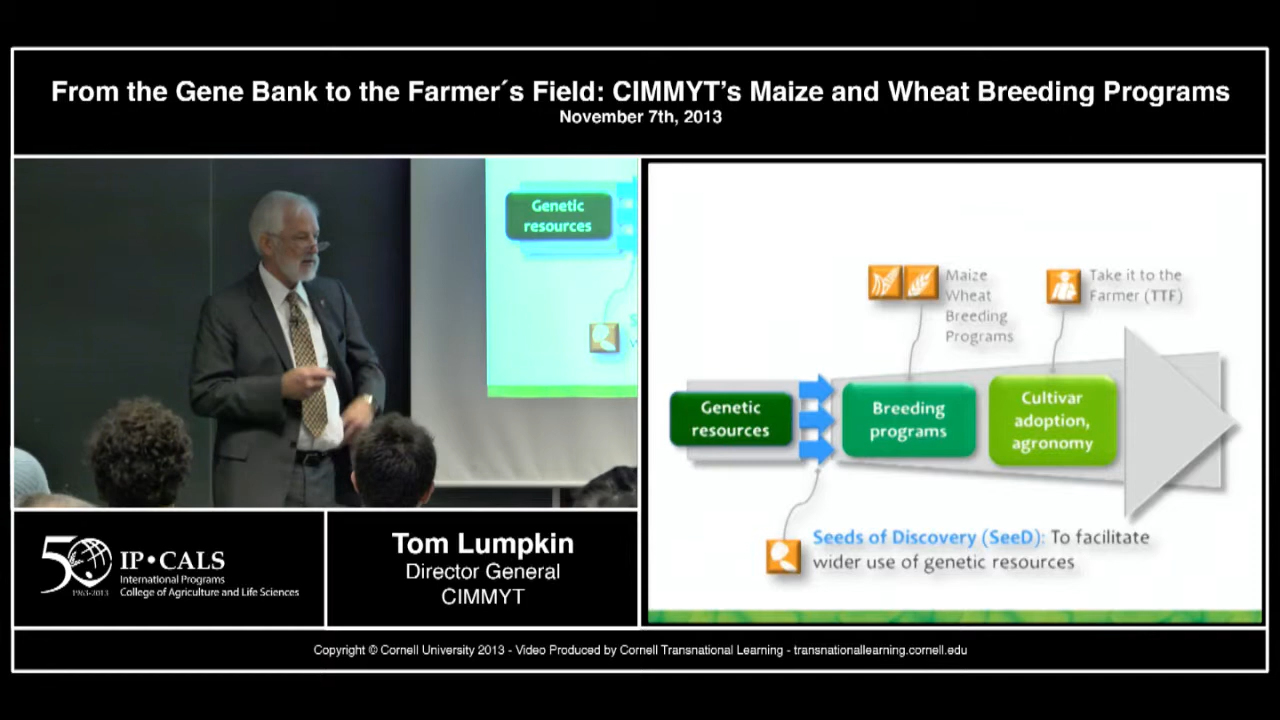 From the Gene Bank to the Farmer´s Field: CIMMYT's Maize and Wheat Breeding Programs
November 7th, 2013
Genetic
resources
Maize
Wheat
Breeding
Programs
Take it to the
Farmer (TTF)
Genetic
resources
Breeding
programs
Cultivar
adoption,
agronomy
Seeds of Discovery (SeeD): To facilitate
wider use of genetic resources
50
1963-2013
IP•CALS
International Programs
College of Agriculture and Life Sciences
Tom Lumpkin
Director General
CIMMYT
Copyright © Cornell University 2013 - Video Produced by Cornell Transnational Learning - transnationallearning.cornell.edu